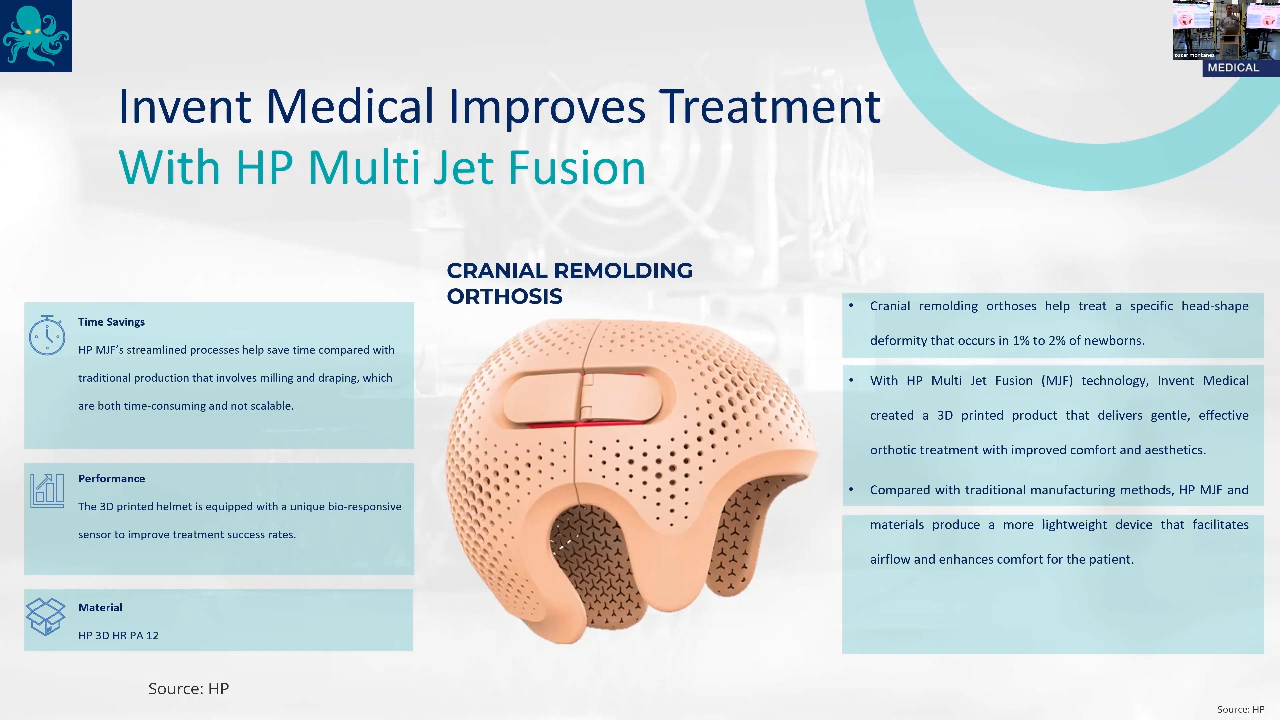 MEDICAL
Invent Medical Improves Treatment
With HP Multi Jet Fusion
CRANIAL REMOLDING
ORTHOSIS
Time Savings
HP MJF's streamlined processes help save time compared with
traditional production that involves milling and draping, which
are both time-consuming and not scalable.
Performance
The 3D printed helmet is equipped with a unique bio-responsive
sensor to improve treatment success rates.
Material
HP 3D HR PA 12
Source: HP
• Cranial remolding orthoses help treat a specific head-shape
deformity that occurs in 1% to 2% of newborns.
• With HP Multi Jet Fusion (MJF) technology, Invent Medical
created a 3D printed product that delivers gentle, effective
orthotic treatment with improved comfort and aesthetics.
• Compared with traditional manufacturing methods, HP MJF and
materials produce a more lightweight device that facilitates
airflow and enhances comfort for the patient.
Source: HP